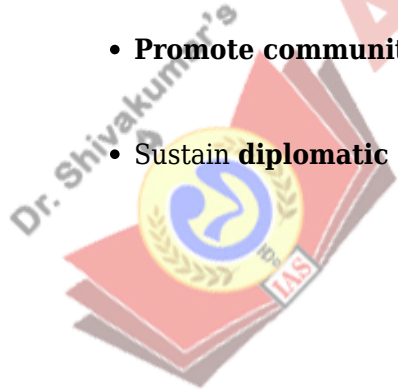 • Promote communit
• Sustain diplomatic
Dr. Shivakumar's
IAS